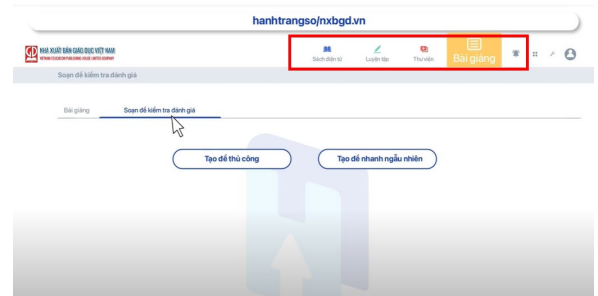 hanhtrangso/nxbgd.vn
NHÀ XUẤT BẢN GIÁO DỤC VIỆT NAM
Sách điện tử
Luyện tập
Thư viện
Bài giảng
Soạn đề kiểm tra đánh giá
Bài giảng
Soạn đề kiểm tra đánh giá
Tạo đề thủ công
Tạo đề nhanh ngẫu nhiên